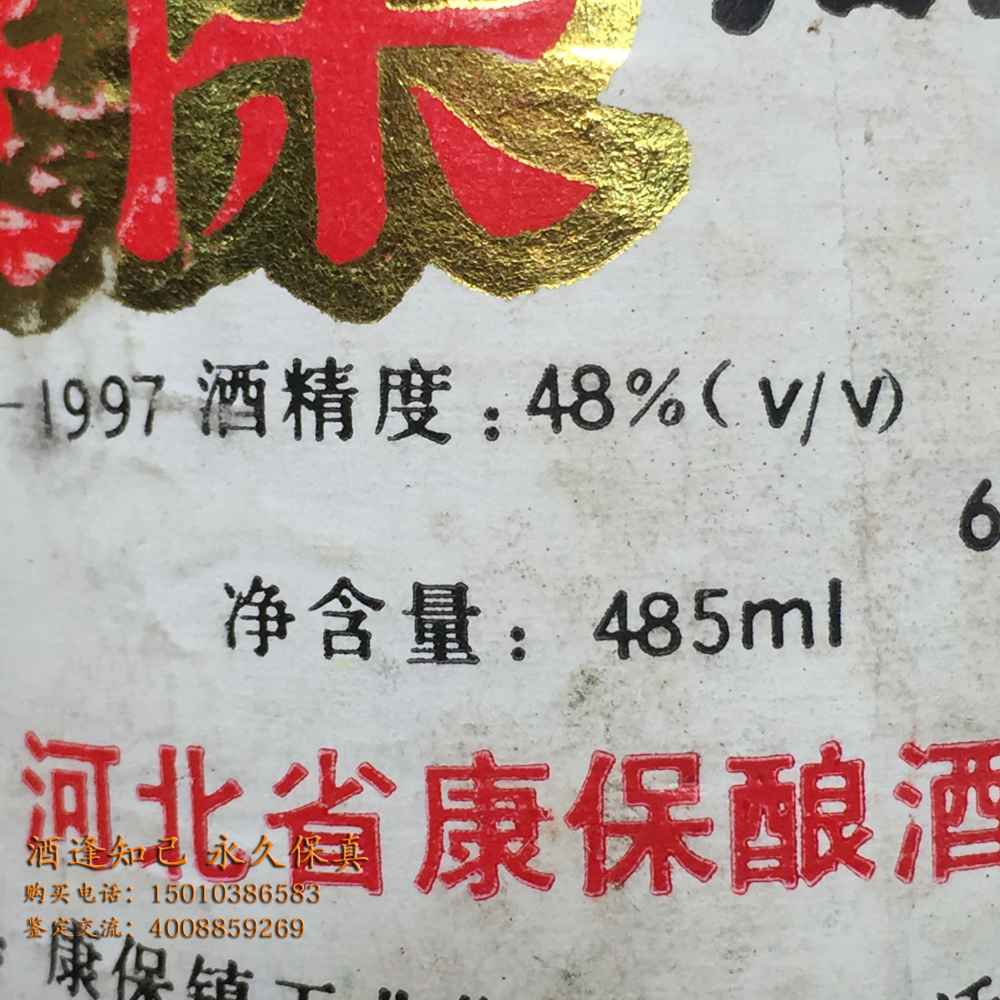 保
-1997 酒精度:48%(v/v)
6
净含量:485ml
河北省康保酿酒
酒逢知己 永久保真
购买电话:15010386583
鉴定交流:4008859269
康保镇工业